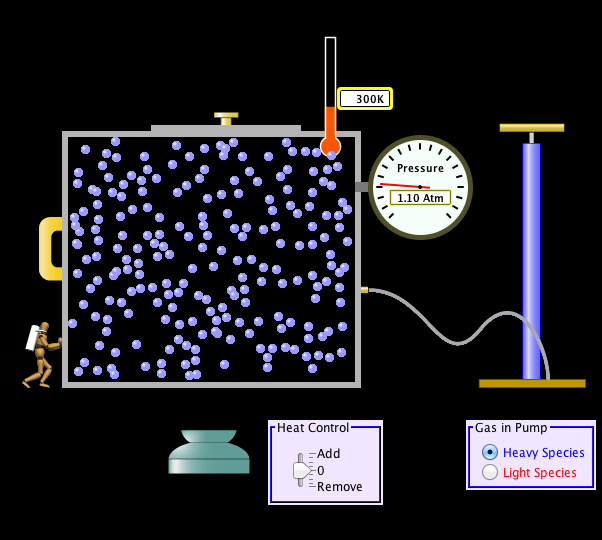 300K
Pressure
1.10 Atm
Heat Control
Add
0
Remove
Gas in Pump
Heavy Species
Light Species